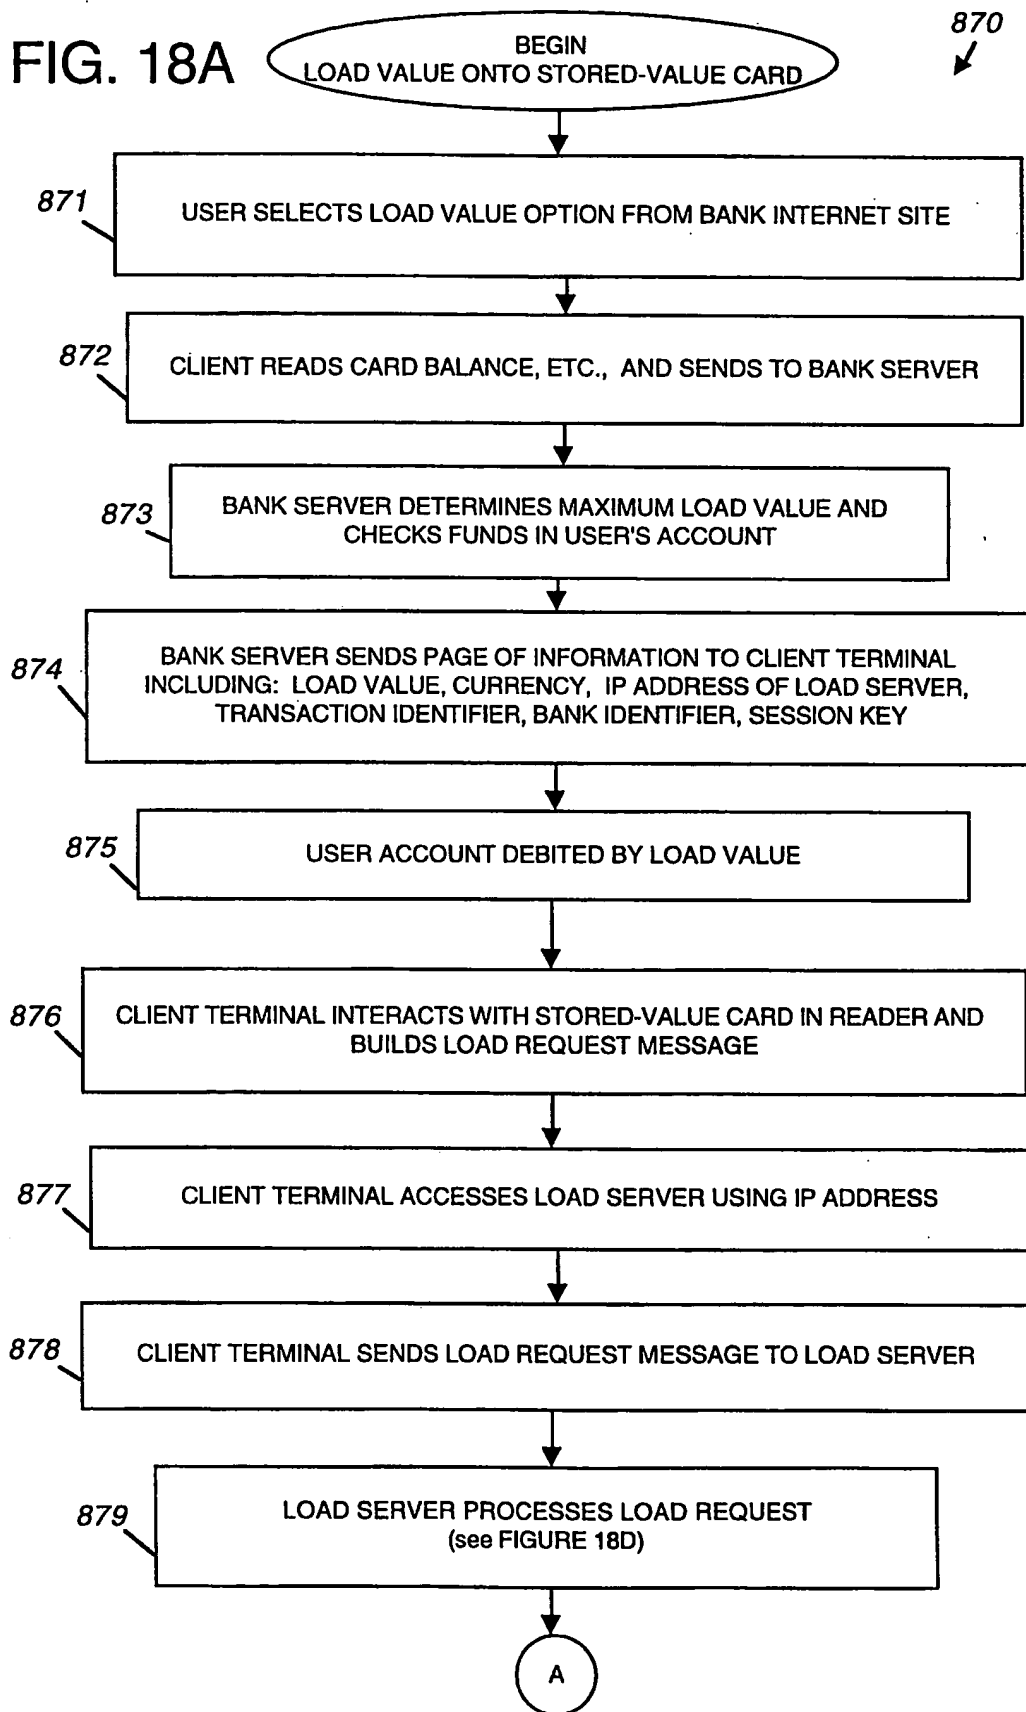 FIG. 18A
870
BEGIN
LOAD VALUE ONTO STORED-VALUE CARD
871
USER SELECTS LOAD VALUE OPTION FROM BANK INTERNET SITE
872
CLIENT READS CARD BALANCE, ETC., AND SENDS TO BANK SERVER
873
BANK SERVER DETERMINES MAXIMUM LOAD VALUE AND
CHECKS FUNDS IN USER'S ACCOUNT
874
BANK SERVER SENDS PAGE OF INFORMATION TO CLIENT TERMINAL
INCLUDING: LOAD VALUE, CURRENCY, IP ADDRESS OF LOAD SERVER,
TRANSACTION IDENTIFIER, BANK IDENTIFIER, SESSION KEY
875
USER ACCOUNT DEBITED BY LOAD VALUE
876
CLIENT TERMINAL INTERACTS WITH STORED-VALUE CARD IN READER AND
BUILDS LOAD REQUEST MESSAGE
877
CLIENT TERMINAL ACCESSES LOAD SERVER USING IP ADDRESS
878
CLIENT TERMINAL SENDS LOAD REQUEST MESSAGE TO LOAD SERVER
879
LOAD SERVER PROCESSES LOAD REQUEST
(see FIGURE 18D)
A